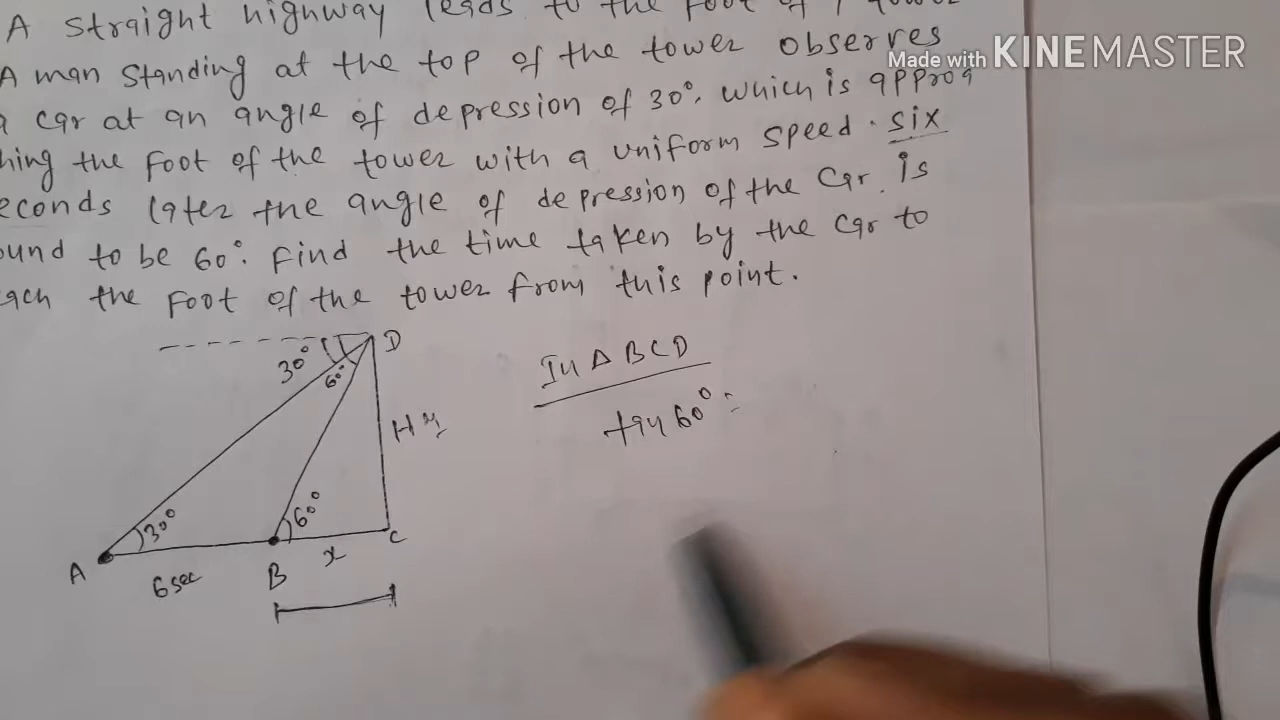 A straight highway leads to the foot of
A man standing at the top of the tower observes
Made with KINEMASTER
a car at an angle of depression of 30°. which is approa
hing the foot of the tower with a uniform speed. six
econds later the angle of depression of the car. is
ound to be 60°. Find the time taken by the car to
each the foot of the tower from this point.
D
30°
60°
In Δ BCD
tan 60° =
H
30°
60°
A
6 sec
B
x
C